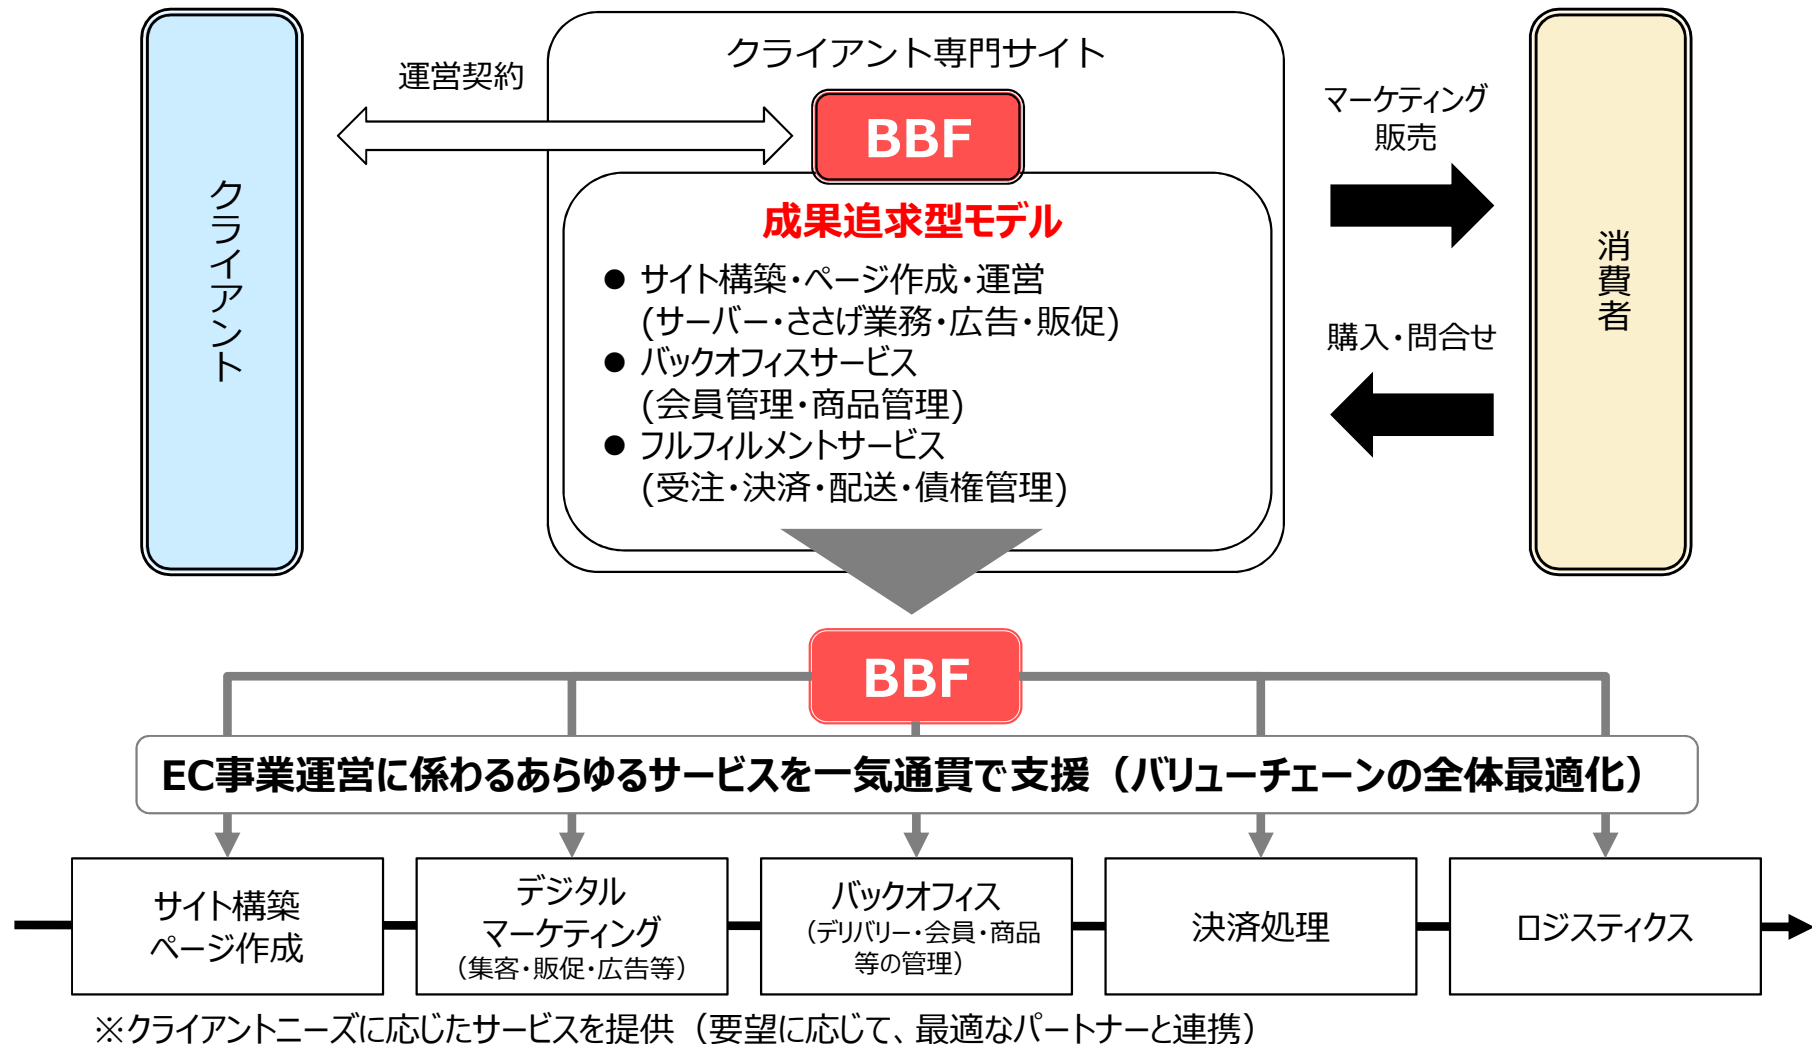 クライアント
運営契約
クライアント専門サイト
BBF
成果追求型モデル
● サイト構築・ページ作成・運営
(サーバー・ささげ業務・広告・販促)
● バックオフィスサービス
(会員管理・商品管理)
● フルフィルメントサービス
(受注・決済・配送・債権管理)
マーケティング
販売
購入・問合せ
消費者
BBF
EC事業運営に係わるあらゆるサービスを一気通貫で支援（バリューチェーンの全体最適化）
サイト構築
ページ作成
デジタル
マーケティング
（集客・販促・広告等）
バックオフィス
（デリバリー・会員・商品
等の管理）
決済処理
ロジスティクス
※クライアントニーズに応じたサービスを提供（要望に応じて、最適なパートナーと連携）